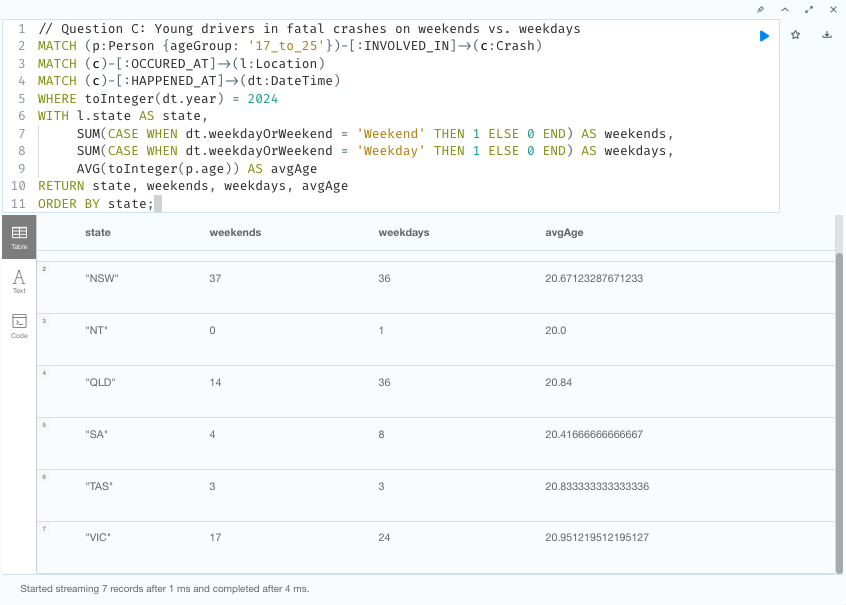 1 // Question C: Young drivers in fatal crashes on weekends vs. weekdays
2 MATCH (p:Person {ageGroup: '17_to_25'})-[:INVOLVED_IN]->(c:Crash)
3 MATCH (c)-[:OCCURED_AT]->(l:Location)
4 MATCH (c)-[:HAPPENED_AT]->(dt:DateTime)
5 WHERE toInteger(dt.year) = 2024
6 WITH l.state AS state,
7 SUM(CASE WHEN dt.weekdayOrWeekend = 'Weekend' THEN 1 ELSE 0 END) AS weekends,
8 SUM(CASE WHEN dt.weekdayOrWeekend = 'Weekday' THEN 1 ELSE 0 END) AS weekdays,
9 AVG(toInteger(p.age)) AS avgAge
10 RETURN state, weekends, weekdays, avgAge
11 ORDER BY state;
Table
Text
Code
state weekends weekdays avgAge
2 "NSW" 37 36 20.67123287671233
3 "NT" 0 1 20.0
4 "QLD" 14 36 20.84
5 "SA" 4 8 20.41666666666667
6 "TAS" 3 3 20.833333333333336
7 "VIC" 17 24 20.951219512195127
Started streaming 7 records after 1 ms and completed after 4 ms.